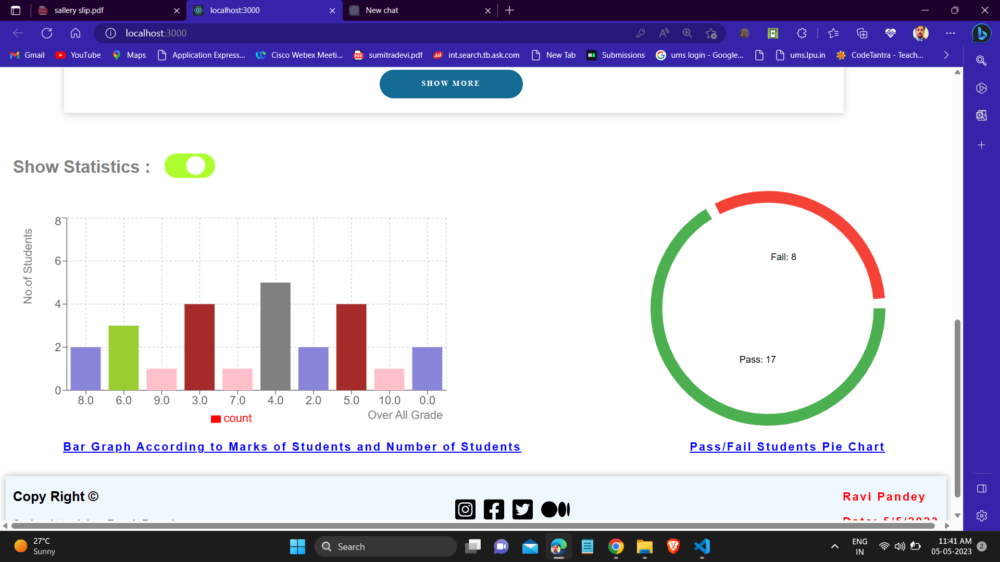 sallery slip.pdf
localhost:3000
New chat
localhost:3000
Gmail
YouTube
Maps
Application Express...
Cisco Webex Meeti...
sumitradevi.pdf
int.search.tb.ask.com
New Tab
Submissions
ums login - Google...
ums.lpu.in
CodeTantra - Teach...
SHOW MORE
Show Statistics :
No.of Students
8
6
4
2
0
8.0 6.0 9.0 3.0 7.0 4.0 2.0 5.0 10.0 0.0
Over All Grade
count
Bar Graph According to Marks of Students and Number of Students
Fail: 8
Pass: 17
Pass/Fail Students Pie Chart
Copy Right ©
Ravi Pandey
Date: 5/5/2023
27°C
Sunny
Search
ENG
IN
11:41 AM
05-05-2023
2